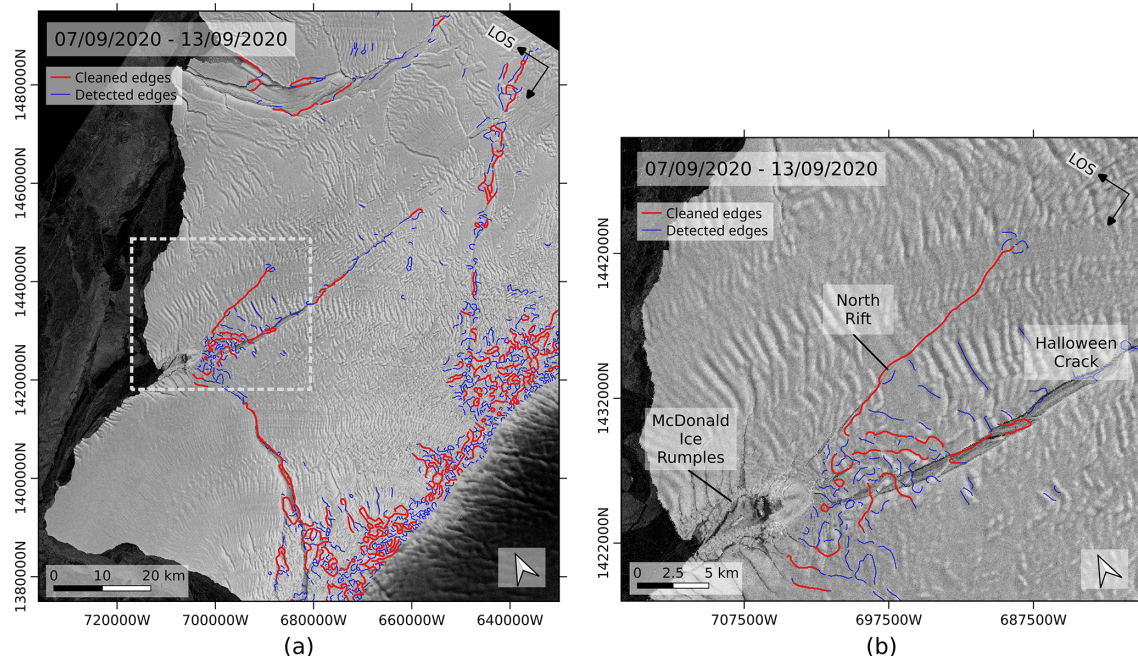 07/09/2020 - 13/09/2020
Cleaned edges
Detected edges
LOS
1480000N
1460000N
1440000N
1420000N
1400000N
1380000N
0 10 20 km
720000W 700000W 680000W 660000W 640000W
(a)
07/09/2020 - 13/09/2020
Cleaned edges
Detected edges
LOS
North
Rift
Halloween
Crack
McDonald
Ice
Rumples
1442000N
1432000N
1422000N
0 2.5 5 km
707500W 697500W 687500W
(b)